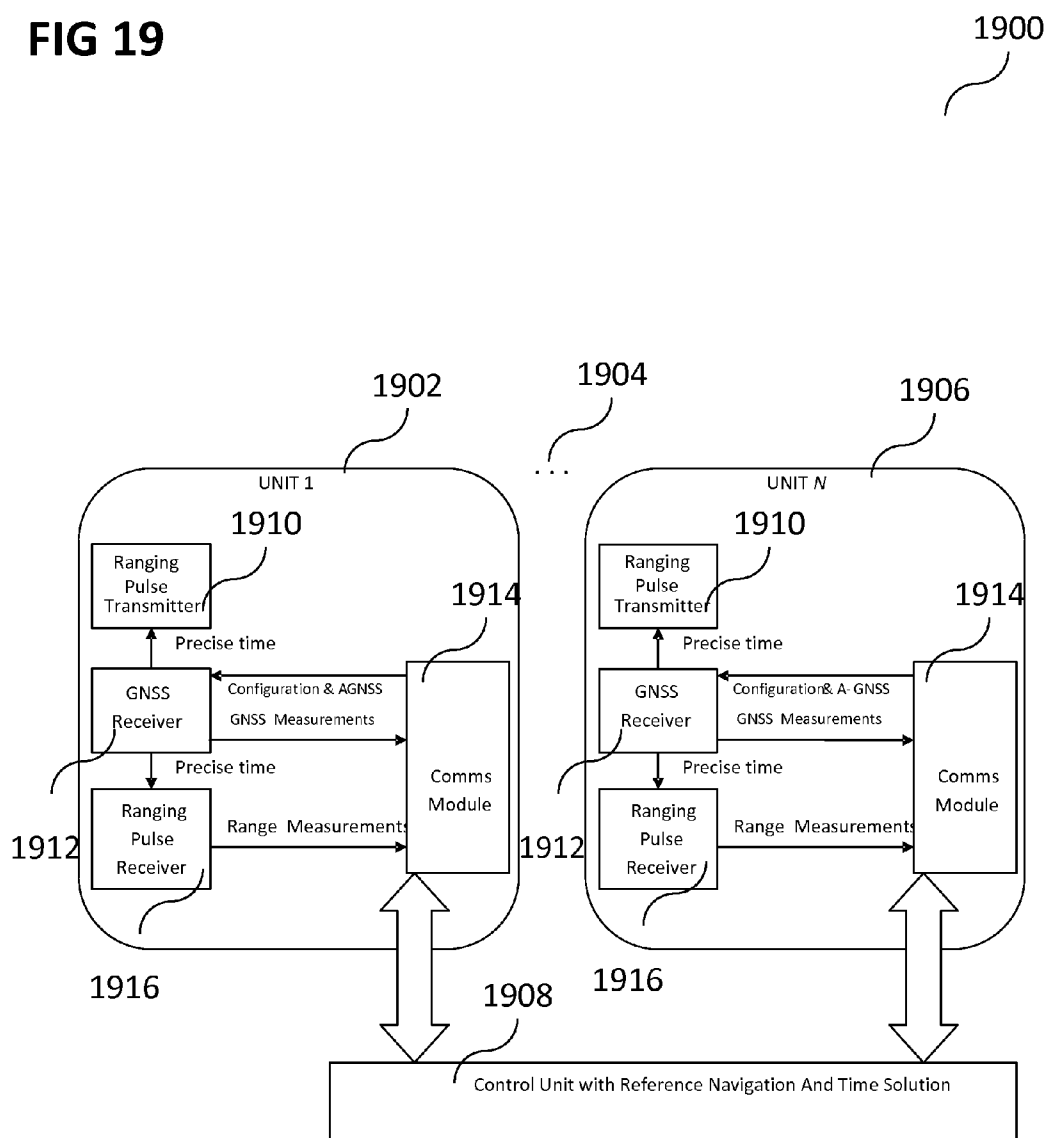 FIG 19
1900
1902
1904
1906
UNIT 1
. . .
UNIT N
1910
Ranging
Pulse
Transmitter
1914
Precise time
Configuration & AGNSS
GNSS
Receiver
GNSS Measurements
Precise time
Comms
Module
Ranging
Pulse
Receiver
Range Measurements
1912
1916
1910
Ranging
Pulse
Transmitter
1914
Precise time
Configuration& A- GNSS
GNSS
Receiver
GNSS Measurements
Precise time
Comms
Module
Ranging
Pulse
Receiver
Range Measurements
1912
1916
1908
Control Unit with Reference Navigation And Time Solution